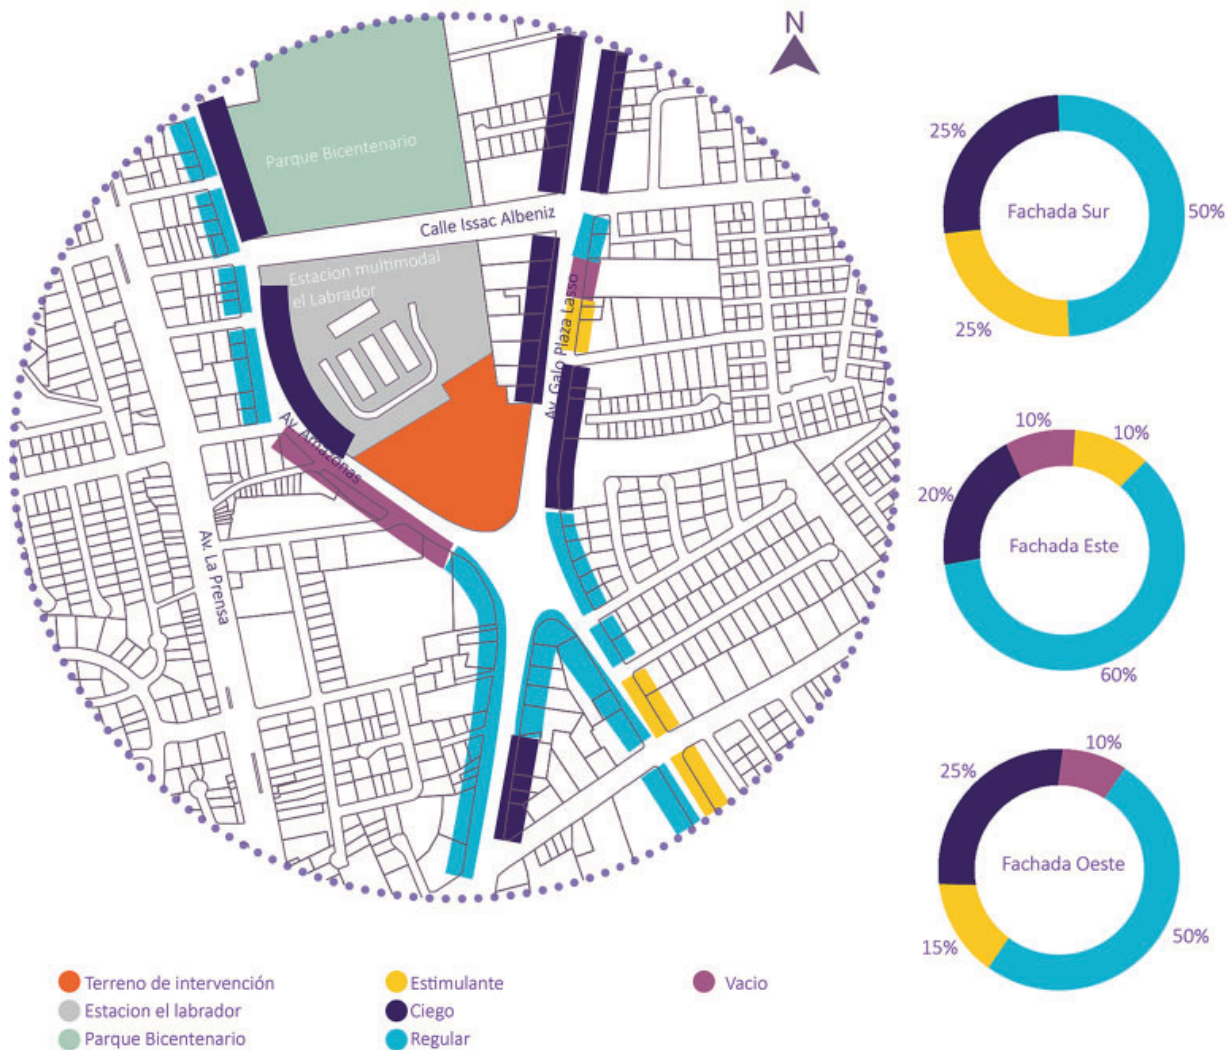 N
Parque Bicentenario
Calle Issac Albeniz
Estacion multimodal
el Labrador
Av. Galo Plaza Lasso
Av. Amazonas
Av. La Prensa
25%
Fachada Sur
50%
25%
10%
10%
20%
Fachada Este
60%
10%
25%
Fachada Oeste
50%
15%
Terreno de intervención
Estacion el labrador
Parque Bicentenario
Estimulante
Ciego
Regular
Vacio